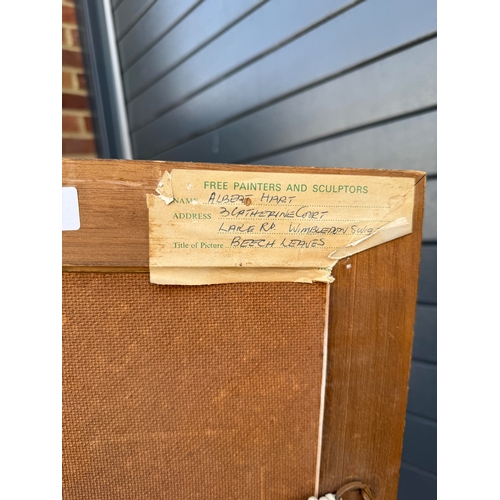 FREE PAINTERS AND SCULPTORS
NAME ALBERT HART
ADDRESS 3 CATHERINE COURT
LAKE RD. WIMBLEDON SW19
Title of Picture BEECH LEAVES